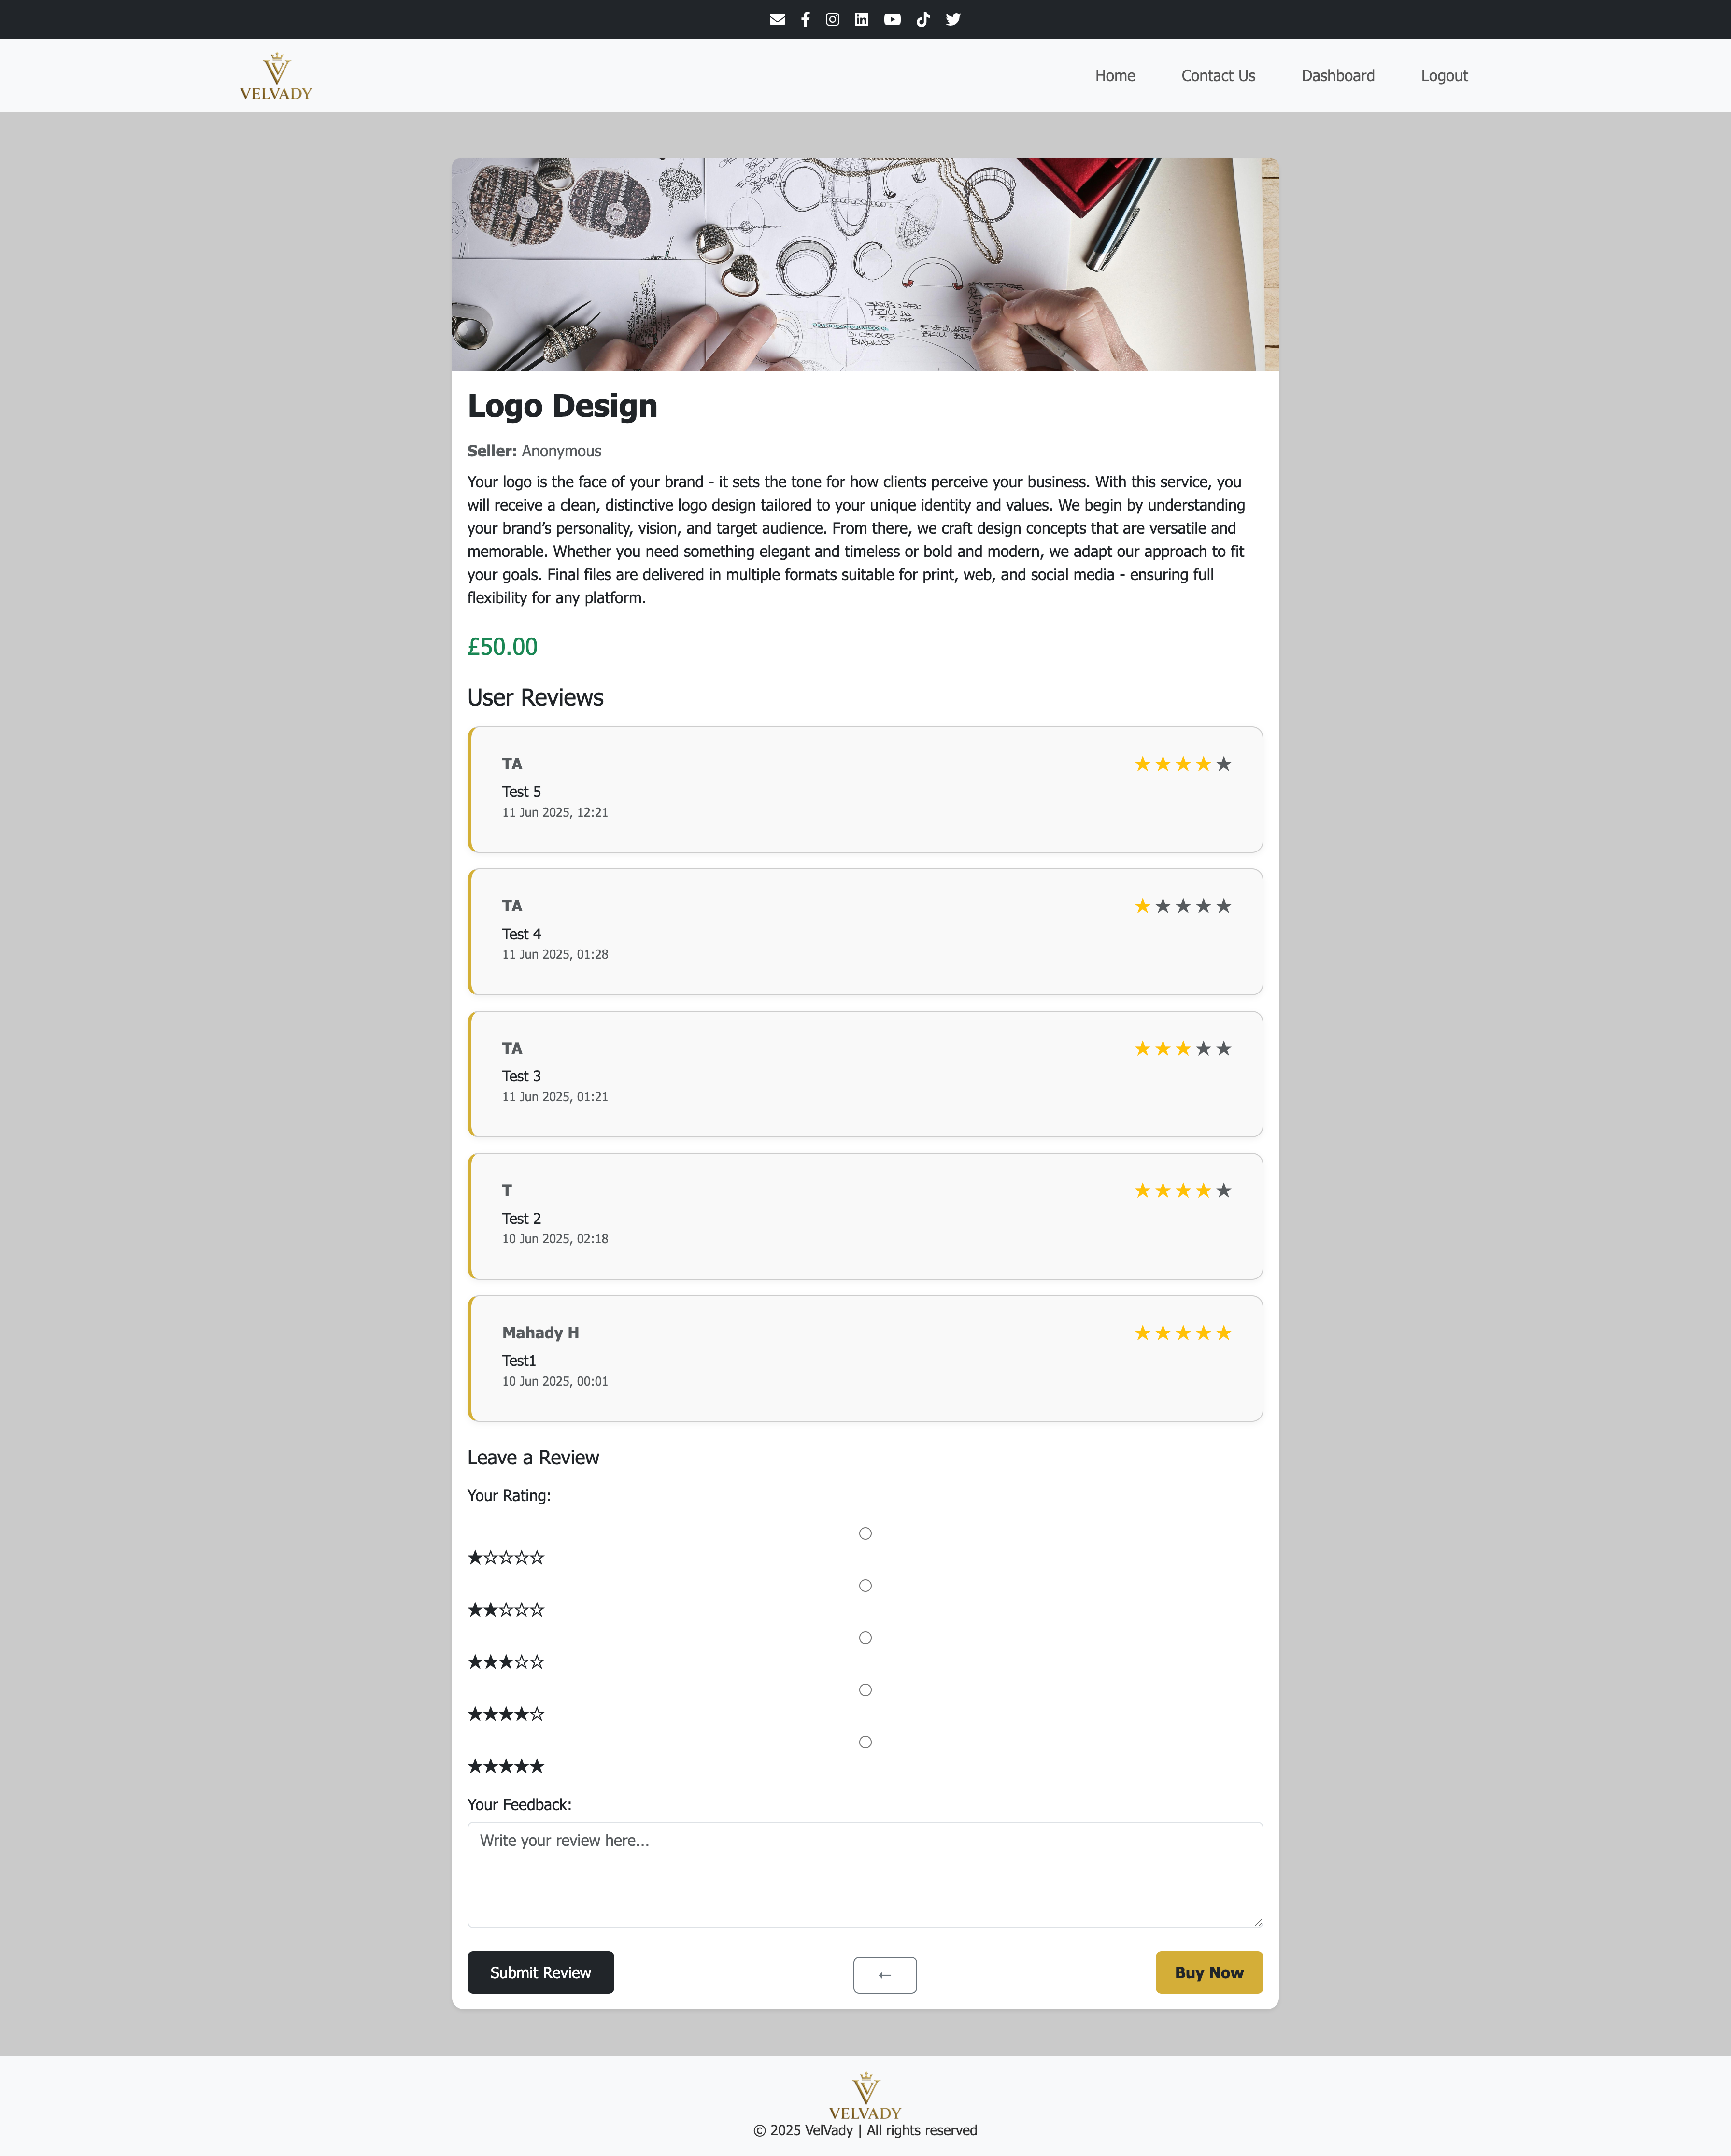 VELVADY
Home Contact Us Dashboard Logout
BIANCO
Logo Design
Seller: Anonymous
Your logo is the face of your brand - it sets the tone for how clients perceive your business. With this service, you
will receive a clean, distinctive logo design tailored to your unique identity and values. We begin by understanding
your brand’s personality, vision, and target audience. From there, we craft design concepts that are versatile and
memorable. Whether you need something elegant and timeless or bold and modern, we adapt our approach to fit
your goals. Final files are delivered in multiple formats suitable for print, web, and social media - ensuring full
flexibility for any platform.
£50.00
User Reviews
TA ★★★★★
Test 5
11 Jun 2025, 12:21
TA ★★★★★
Test 4
11 Jun 2025, 01:28
TA ★★★★★
Test 3
11 Jun 2025, 01:21
T ★★★★★
Test 2
10 Jun 2025, 02:18
Mahady H ★★★★★
Test1
10 Jun 2025, 00:01
Leave a Review
Your Rating:
★☆☆☆☆
★★☆☆☆
★★★☆☆
★★★★☆
★★★★★
Your Feedback:
Write your review here...
Submit Review ← Buy Now
VELVADY
© 2025 VelVady | All rights reserved